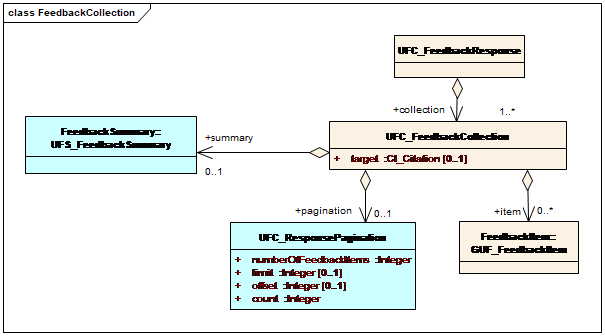 class FeedbackCollection
UFC_FeedbackResponse
+collection
1..*
FeedbackSummary::
UFS_FeedbackSummary
+summary
0..1
UFC_FeedbackCollection
+ target :CI_Citation [0..1]
+pagination
0..1
+item
0..*
UFC_ResponsePagination
+ numberOfFeedbackItems :Integer
+ limit :Integer [0..1]
+ offset :Integer [0..1]
+ count :Integer
FeedbackItem::
GUF_FeedbackItem